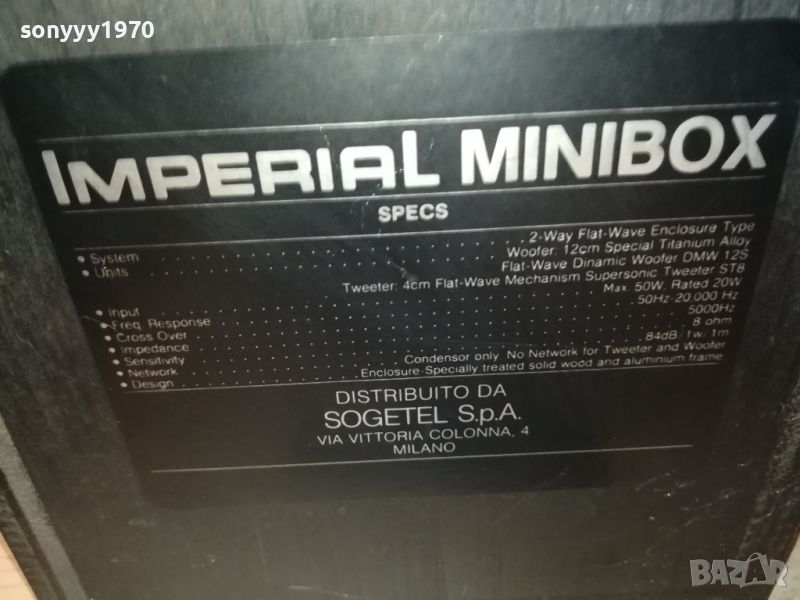 sonyyy1970
IMPERIAL MINIBOX
SPECS
• System 2-Way Flat-Wave Enclosure Type
• Units Woofer: 12cm Special Titanium Alloy
Flat-Wave Dinamic Woofer DMW 12S
Tweeter: 4cm Flat-Wave Mechanism Supersonic Tweeter ST8
• Input Max. 50W, Rated 20W
• Freq. Response 50Hz-20.000 Hz
• Cross Over 5000Hz
• Impedance 8 ohm
• Sensitivity 84dB/1w/1m
• Network Condensor only. No Network for Tweeter and Woofer
• Design Enclosure-Specially treated solid wood and aluminium frame
DISTRIBUITO DA
SOGETEL S.p.A.
VIA VITTORIA COLONNA, 4
MILANO
BAZAR